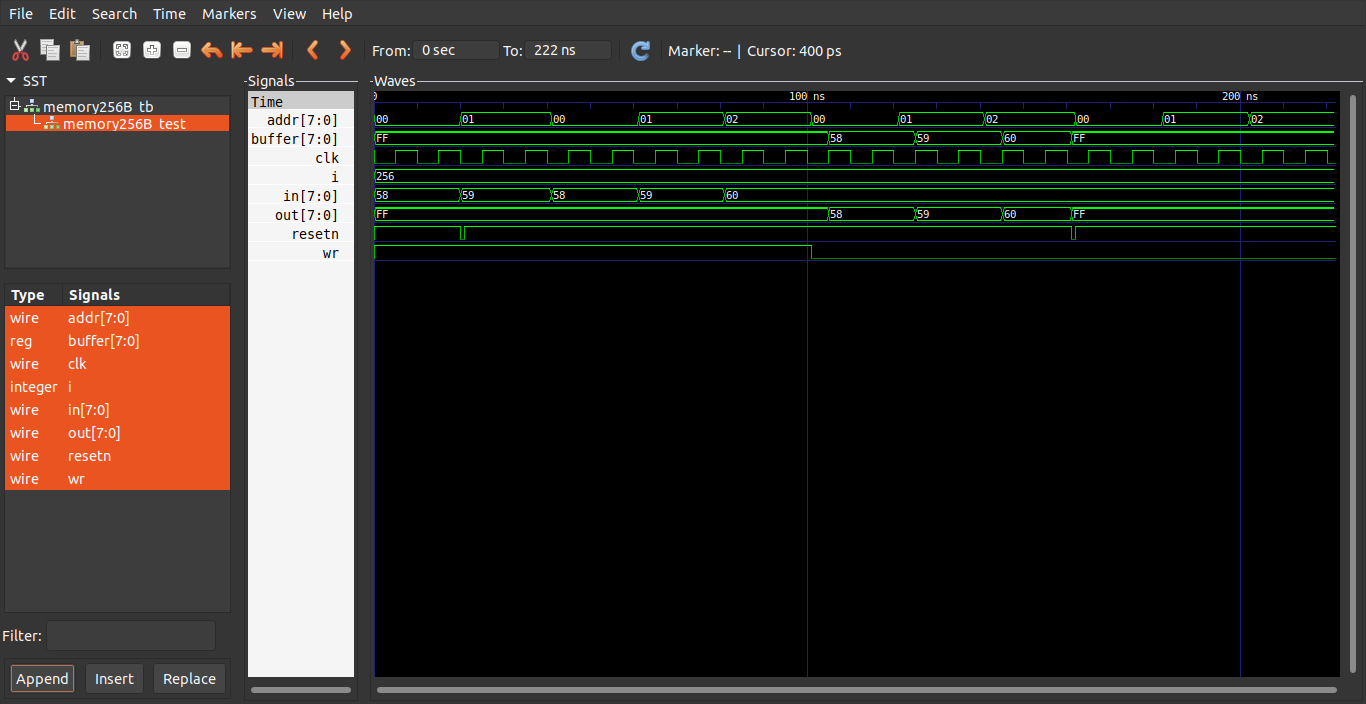 File Edit Search Time Markers View Help
From: 0 sec To: 222 ns Marker: -- | Cursor: 400 ps
SST
memory256B_tb
memory256B_test
Type Signals
wire addr[7:0]
reg buffer[7:0]
wire clk
integer i
wire in[7:0]
wire out[7:0]
wire resetn
wire wr
Filter:
Append Insert Replace
Signals
Time
addr[7:0]
buffer[7:0]
clk
i
in[7:0]
out[7:0]
resetn
wr
Waves
0 100 ns 200 ns
00 01 00 01 02 00 01 02 00 01 02
FF 58 59 60 FF
256
58 59 58 59 60
FF 58 59 60 FF